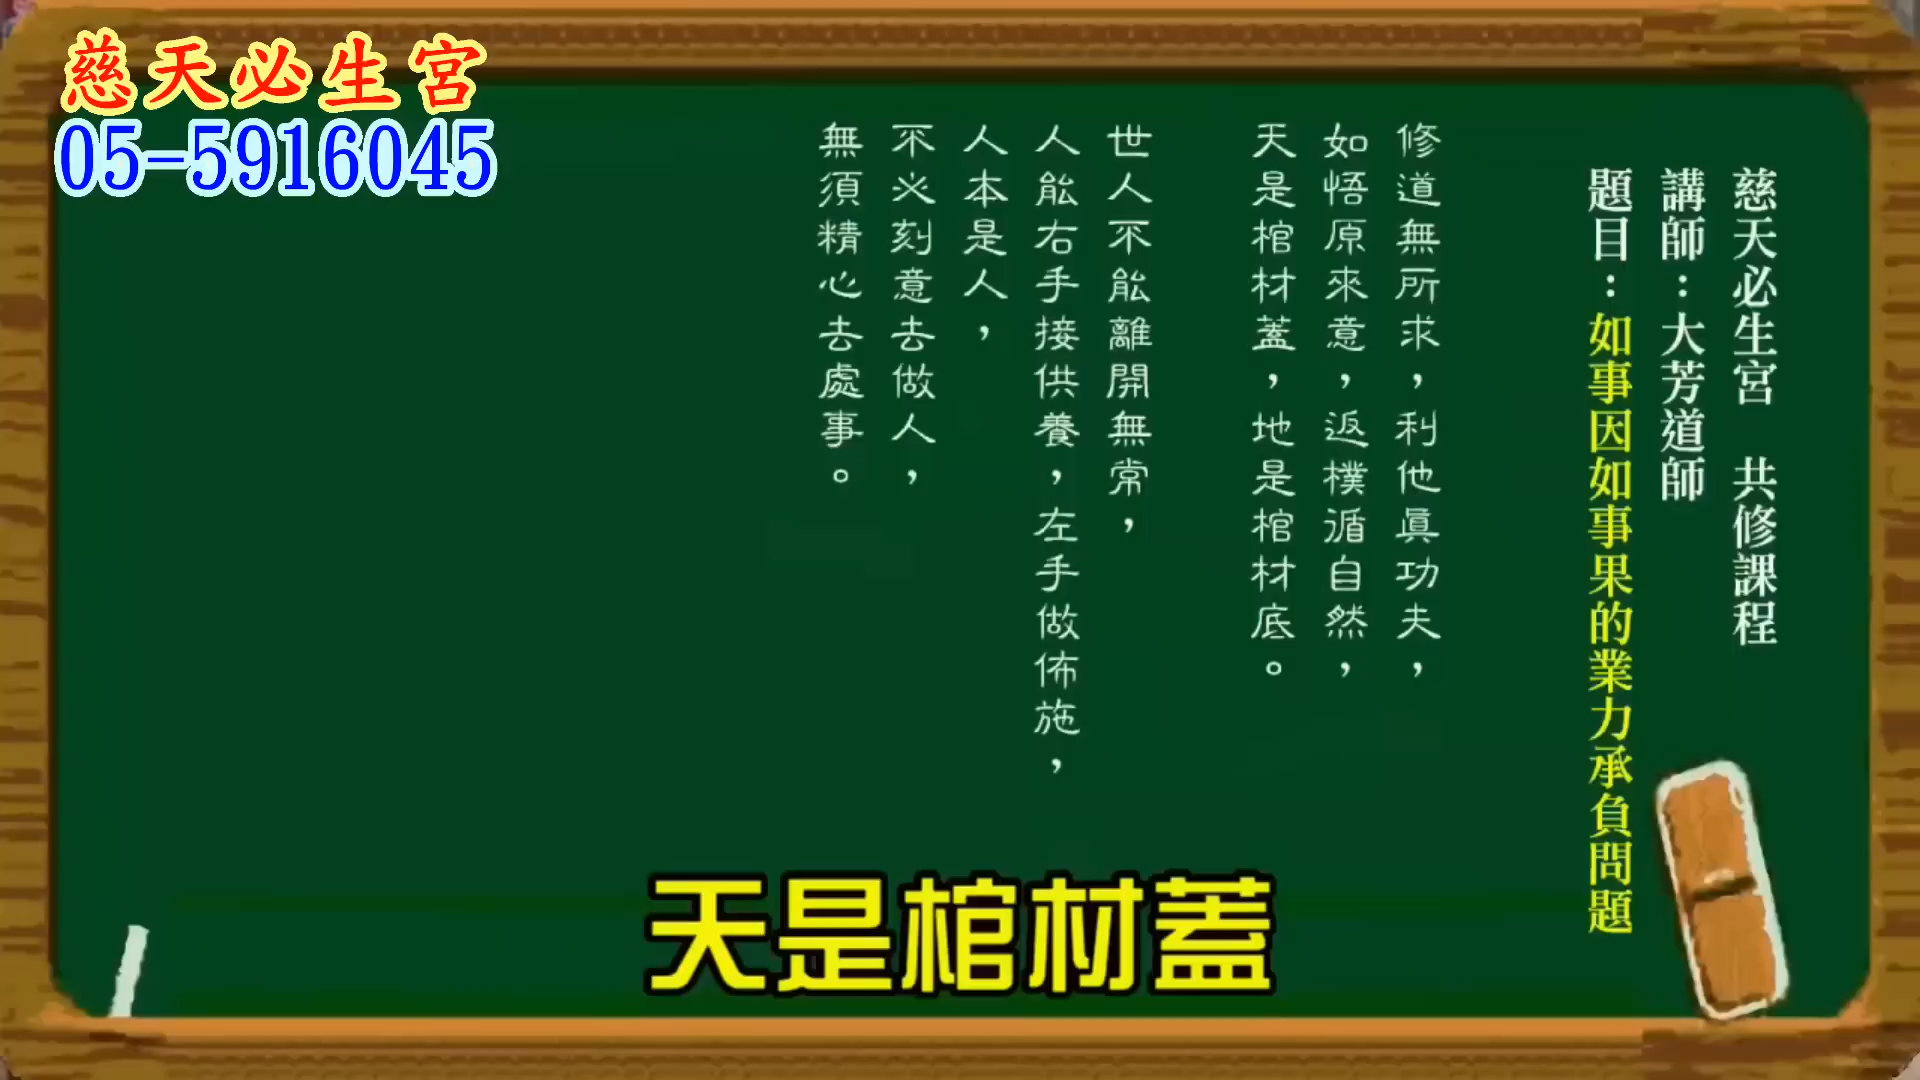 慈天必生宮
05-5916045
慈天必生宮　共修課程
講師：大芳道師
題目：如事因如事果的業力承負問題
修道無所求，利他眞功夫，
如悟原來意，返樸遁自然，
天是棺材蓋，地是棺材底。
世人不能離開無常，
人能右手接供養，左手做佈施，
人本是人，
不必刻意去做人，
無須精心去處事。
天是棺材蓋